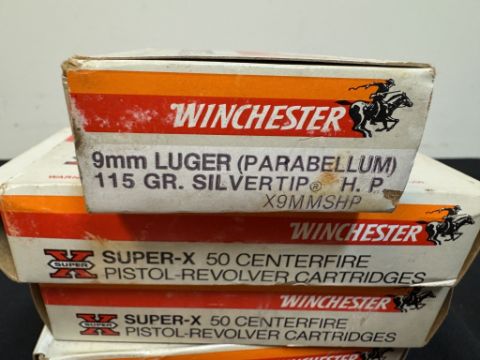 WINCHESTER
9mm LUGER (PARABELLUM)
115 GR. SILVERTIP® H.P
X9MMSHP
WINCHESTER
X
SUPER
SUPER-X 50 CENTERFIRE
PISTOL-REVOLVER CARTRIDGES
WINCHESTER
X
SUPER
SUPER-X 50 CENTERFIRE
PISTOL-REVOLVER CARTRIDGES